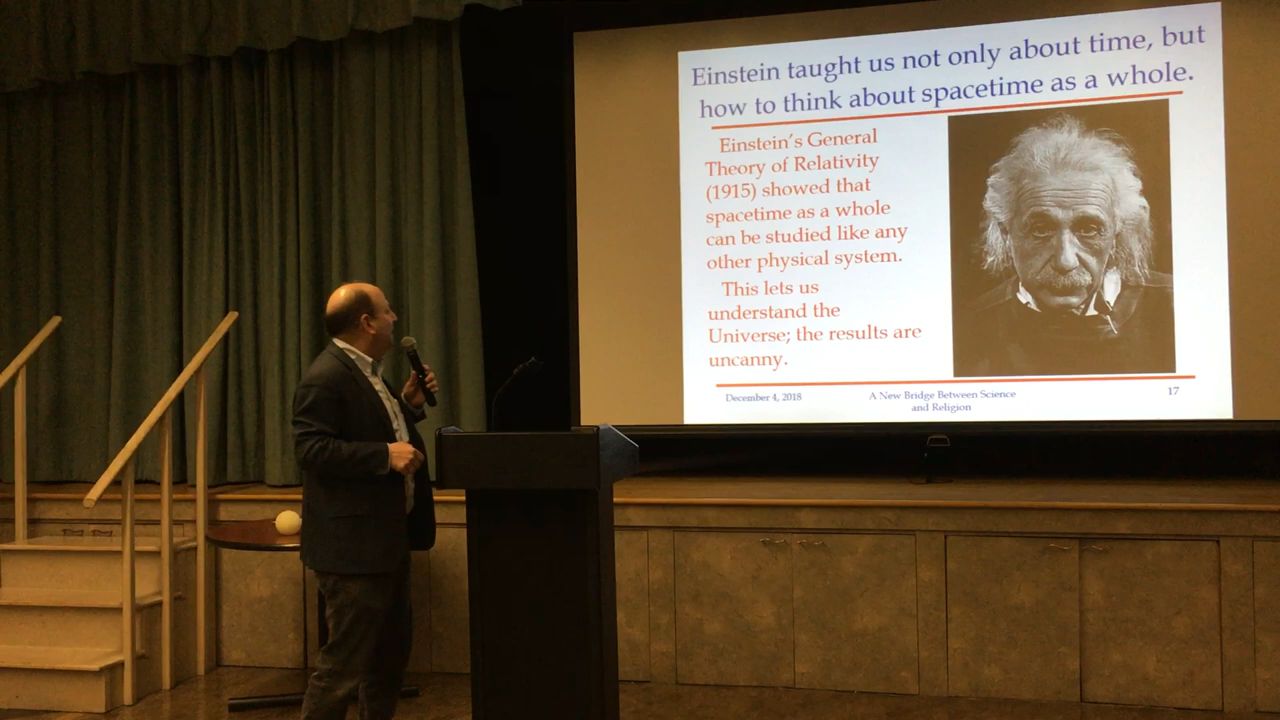 Einstein taught us not only about time, but
how to think about spacetime as a whole.
Einstein's General
Theory of Relativity
(1915) showed that
spacetime as a whole
can be studied like any
other physical system.
This lets us
understand the
Universe; the results are
uncanny.
December 4, 2018
A New Bridge Between Science
and Religion
17